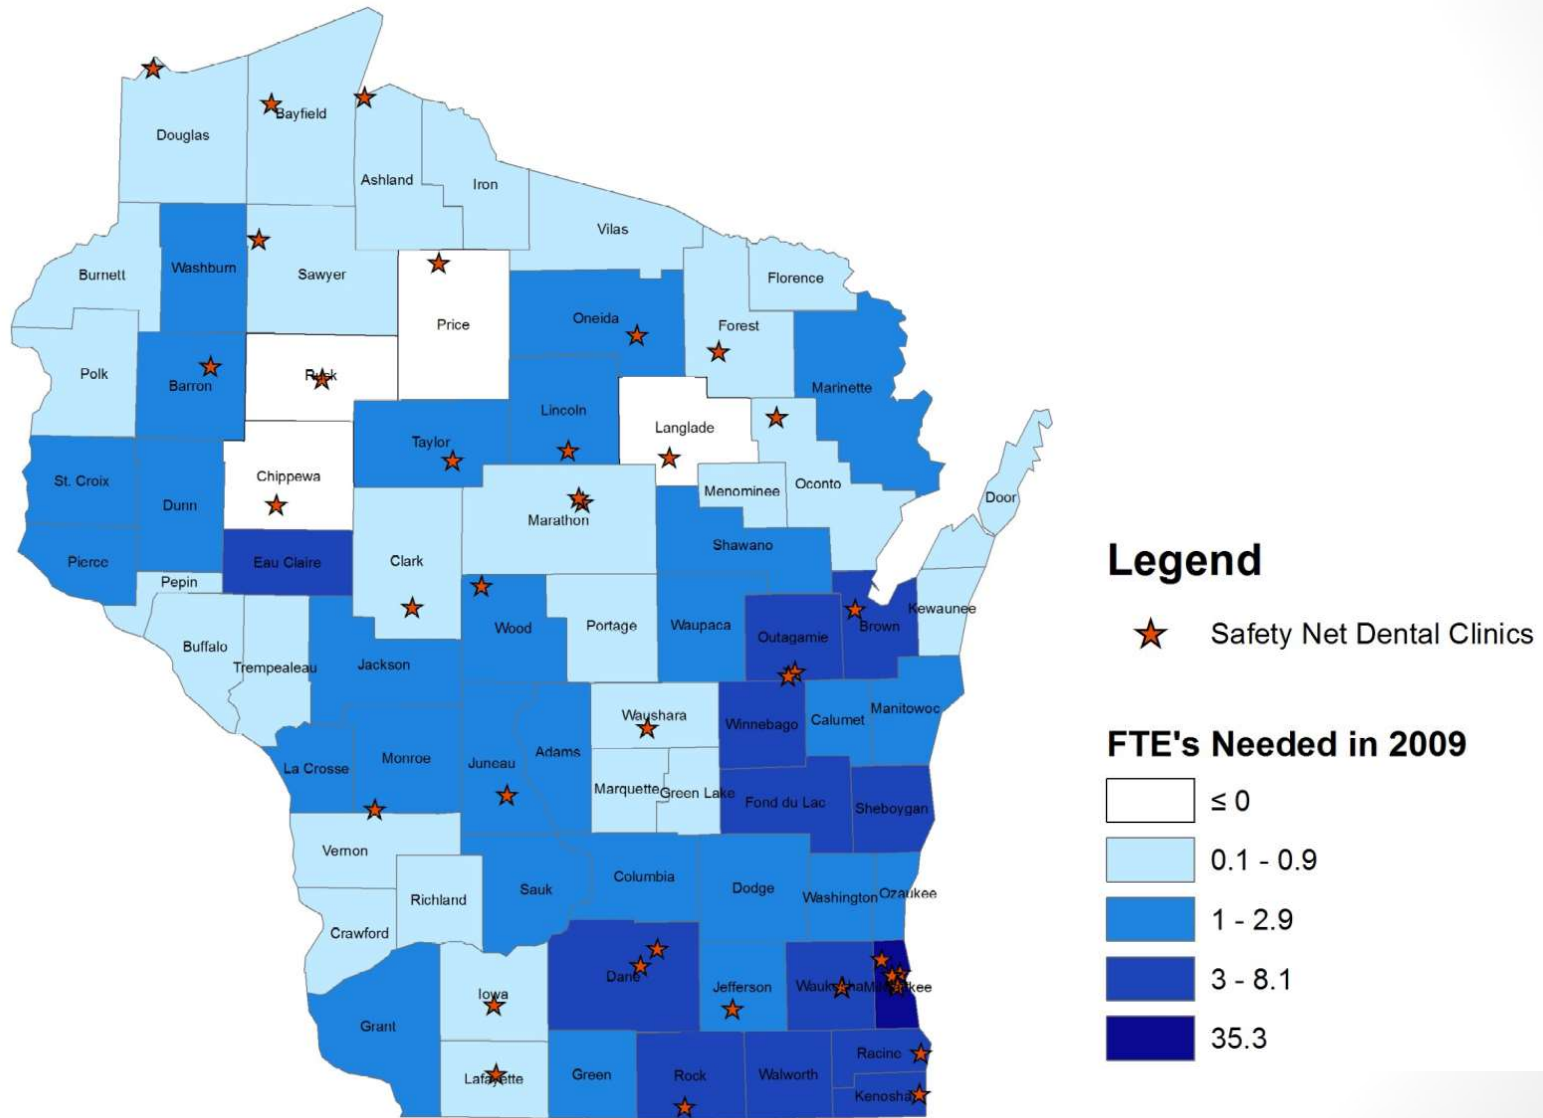 Douglas
Bayfield
Ashland
Iron
Vilas
Burnett
Washburn
Sawyer
Price
Oneida
Forest
Florence
Polk
Barron
Rusk
Taylor
Lincoln
Langlade
Marinette
St. Croix
Dunn
Chippewa
Menominee
Oconto
Door
Pierce
Pepin
Eau Claire
Clark
Marathon
Shawano
Buffalo
Trempealeau
Jackson
Wood
Portage
Waupaca
Outagamie
Brown
Kewaunee
La Crosse
Monroe
Juneau
Adams
Waushara
Winnebago
Calumet
Manitowoc
Marquette
Green Lake
Fond du Lac
Sheboygan
Vernon
Richland
Sauk
Columbia
Dodge
Washington
Ozaukee
Crawford
Grant
Iowa
Dane
Jefferson
Waukesha
Milwaukee
Lafayette
Green
Rock
Walworth
Racine
Kenosha
Legend
Safety Net Dental Clinics
FTE's Needed in 2009
≤ 0
0.1 - 0.9
1 - 2.9
3 - 8.1
35.3